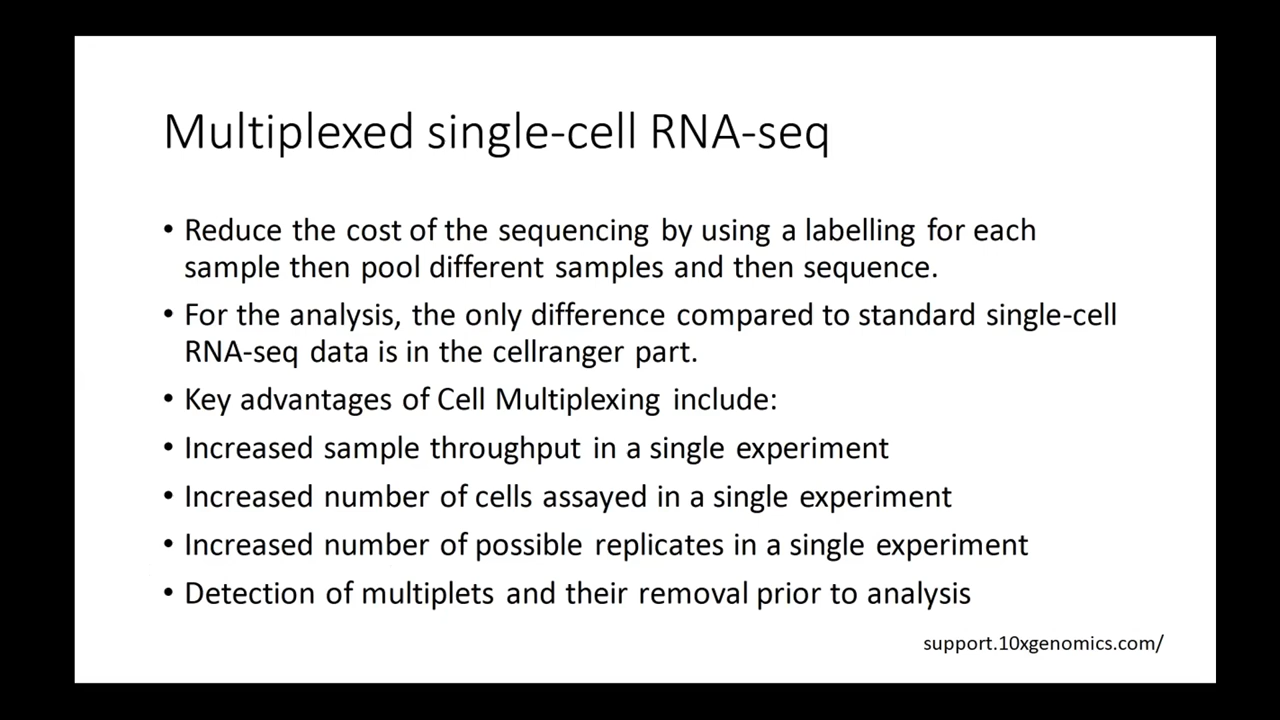 Multiplexed single-cell RNA-seq
• Reduce the cost of the sequencing by using a labelling for each
sample then pool different samples and then sequence.
• For the analysis, the only difference compared to standard single-cell
RNA-seq data is in the cellranger part.
• Key advantages of Cell Multiplexing include:
• Increased sample throughput in a single experiment
• Increased number of cells assayed in a single experiment
• Increased number of possible replicates in a single experiment
• Detection of multiplets and their removal prior to analysis
support.10xgenomics.com/